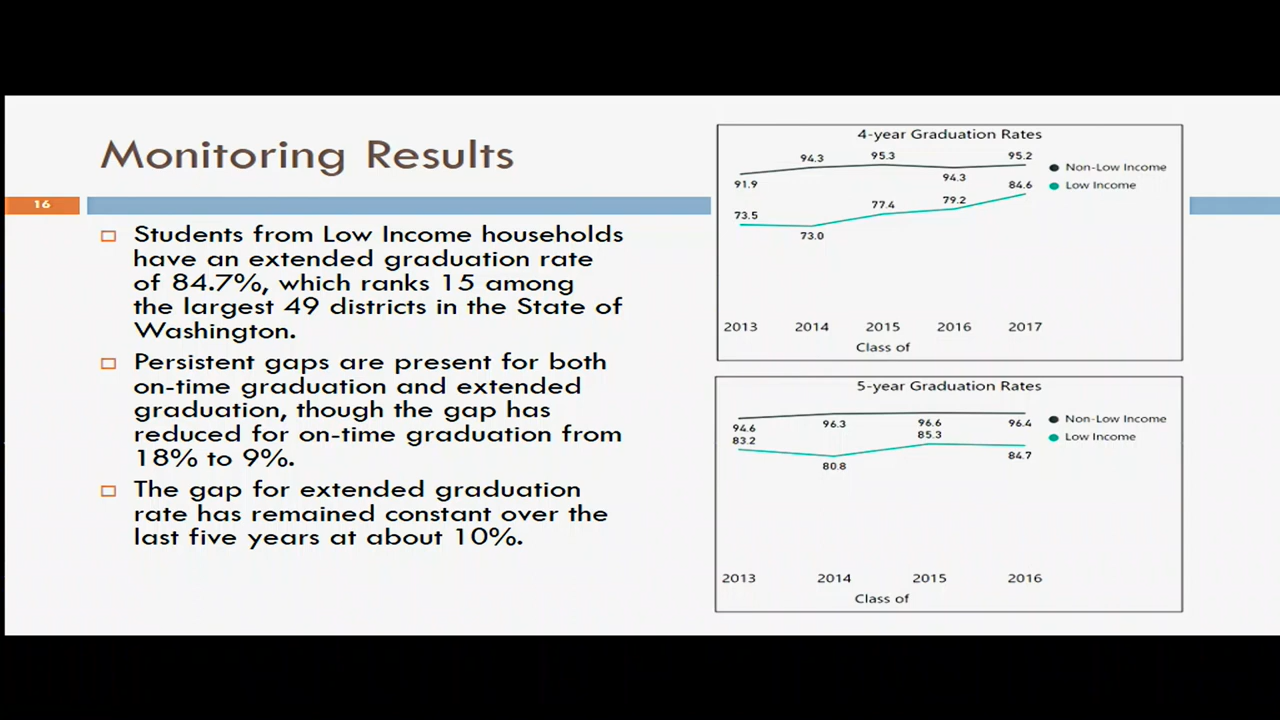 Monitoring Results
16
Students from Low Income households
have an extended graduation rate
of 84.7%, which ranks 15 among
the largest 49 districts in the State of
Washington.
Persistent gaps are present for both
on-time graduation and extended
graduation, though the gap has
reduced for on-time graduation from
18% to 9%.
The gap for extended graduation
rate has remained constant over the
last five years at about 10%.
4-year Graduation Rates
94.3 95.3 95.2
91.9 94.3
Non-Low Income
84.6
Low Income
73.5 77.4 79.2
73.0
2013 2014 2015 2016 2017
Class of
5-year Graduation Rates
Non-Low Income
94.6 96.3 96.6 96.4
83.2 85.3
Low Income
80.8 84.7
2013 2014 2015 2016
Class of